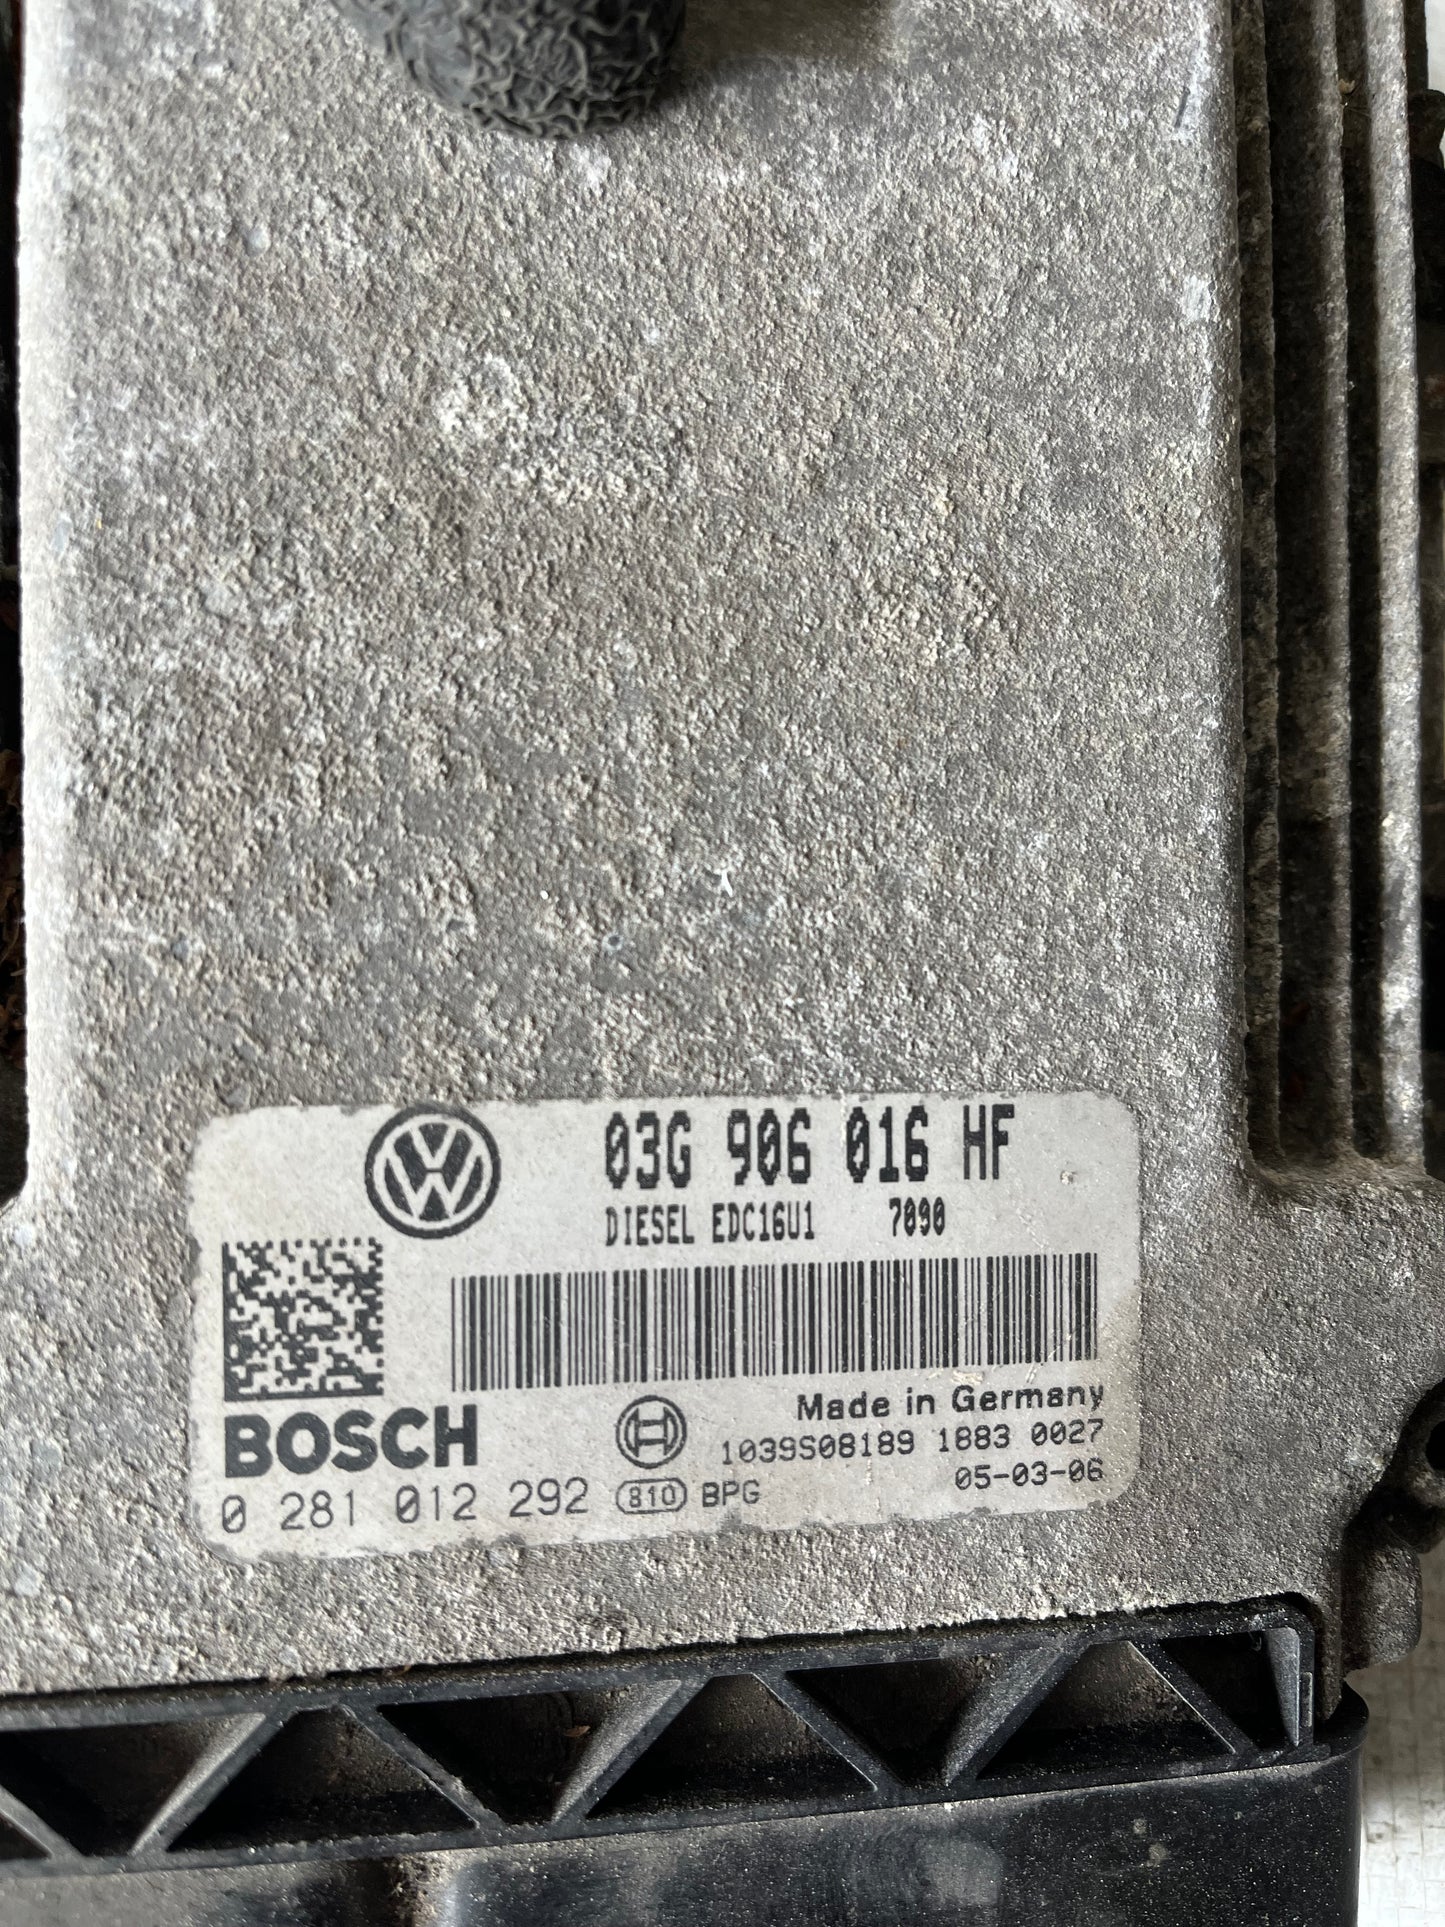 03G 906 016 HF
DIESEL EDC16U1 7090
Made in Germany
BOSCH
1039S08189 1883 0027
0 281 012 292 810 BPG 05-03-06